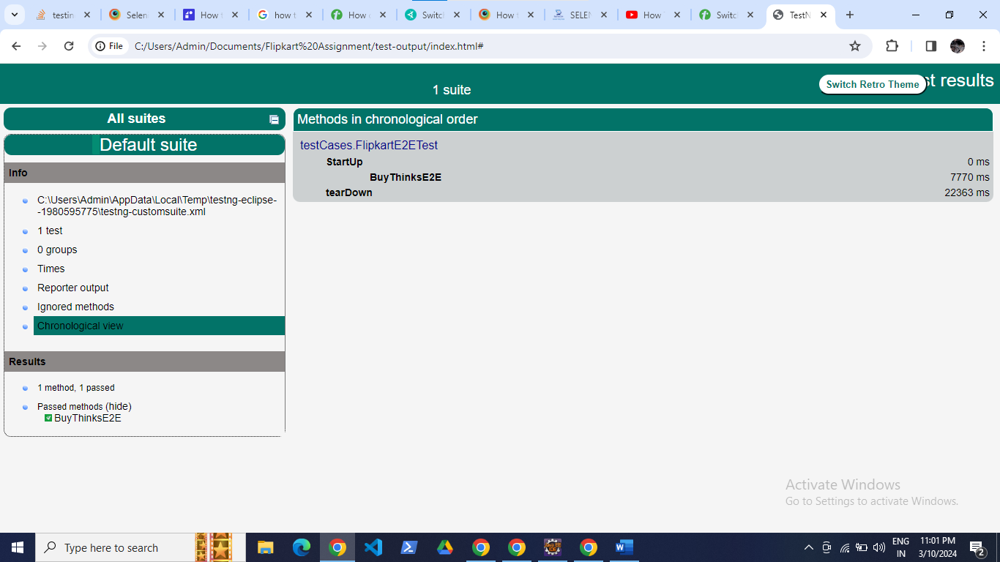 testin
Selen
How t
how t
How
Switch
How t
SELEN
How
Switc
TestN
File
C:/Users/Admin/Documents/Flipkart%20Assignment/test-output/index.html#
st results
Switch Retro Theme
1 suite
All suites
Default suite
Info
C:\Users\Admin\AppData\Local\Temp\testng-eclipse-
-1980595775\testng-customsuite.xml
1 test
0 groups
Times
Reporter output
Ignored methods
Chronological view
Results
1 method, 1 passed
Passed methods (hide)
BuyThinksE2E
Methods in chronological order
testCases.FlipkartE2ETest
StartUp 0 ms
BuyThinksE2E 7770 ms
tearDown 22363 ms
Activate Windows
Go to Settings to activate Windows.
Type here to search
ENG
IN
11:01 PM
3/10/2024
2